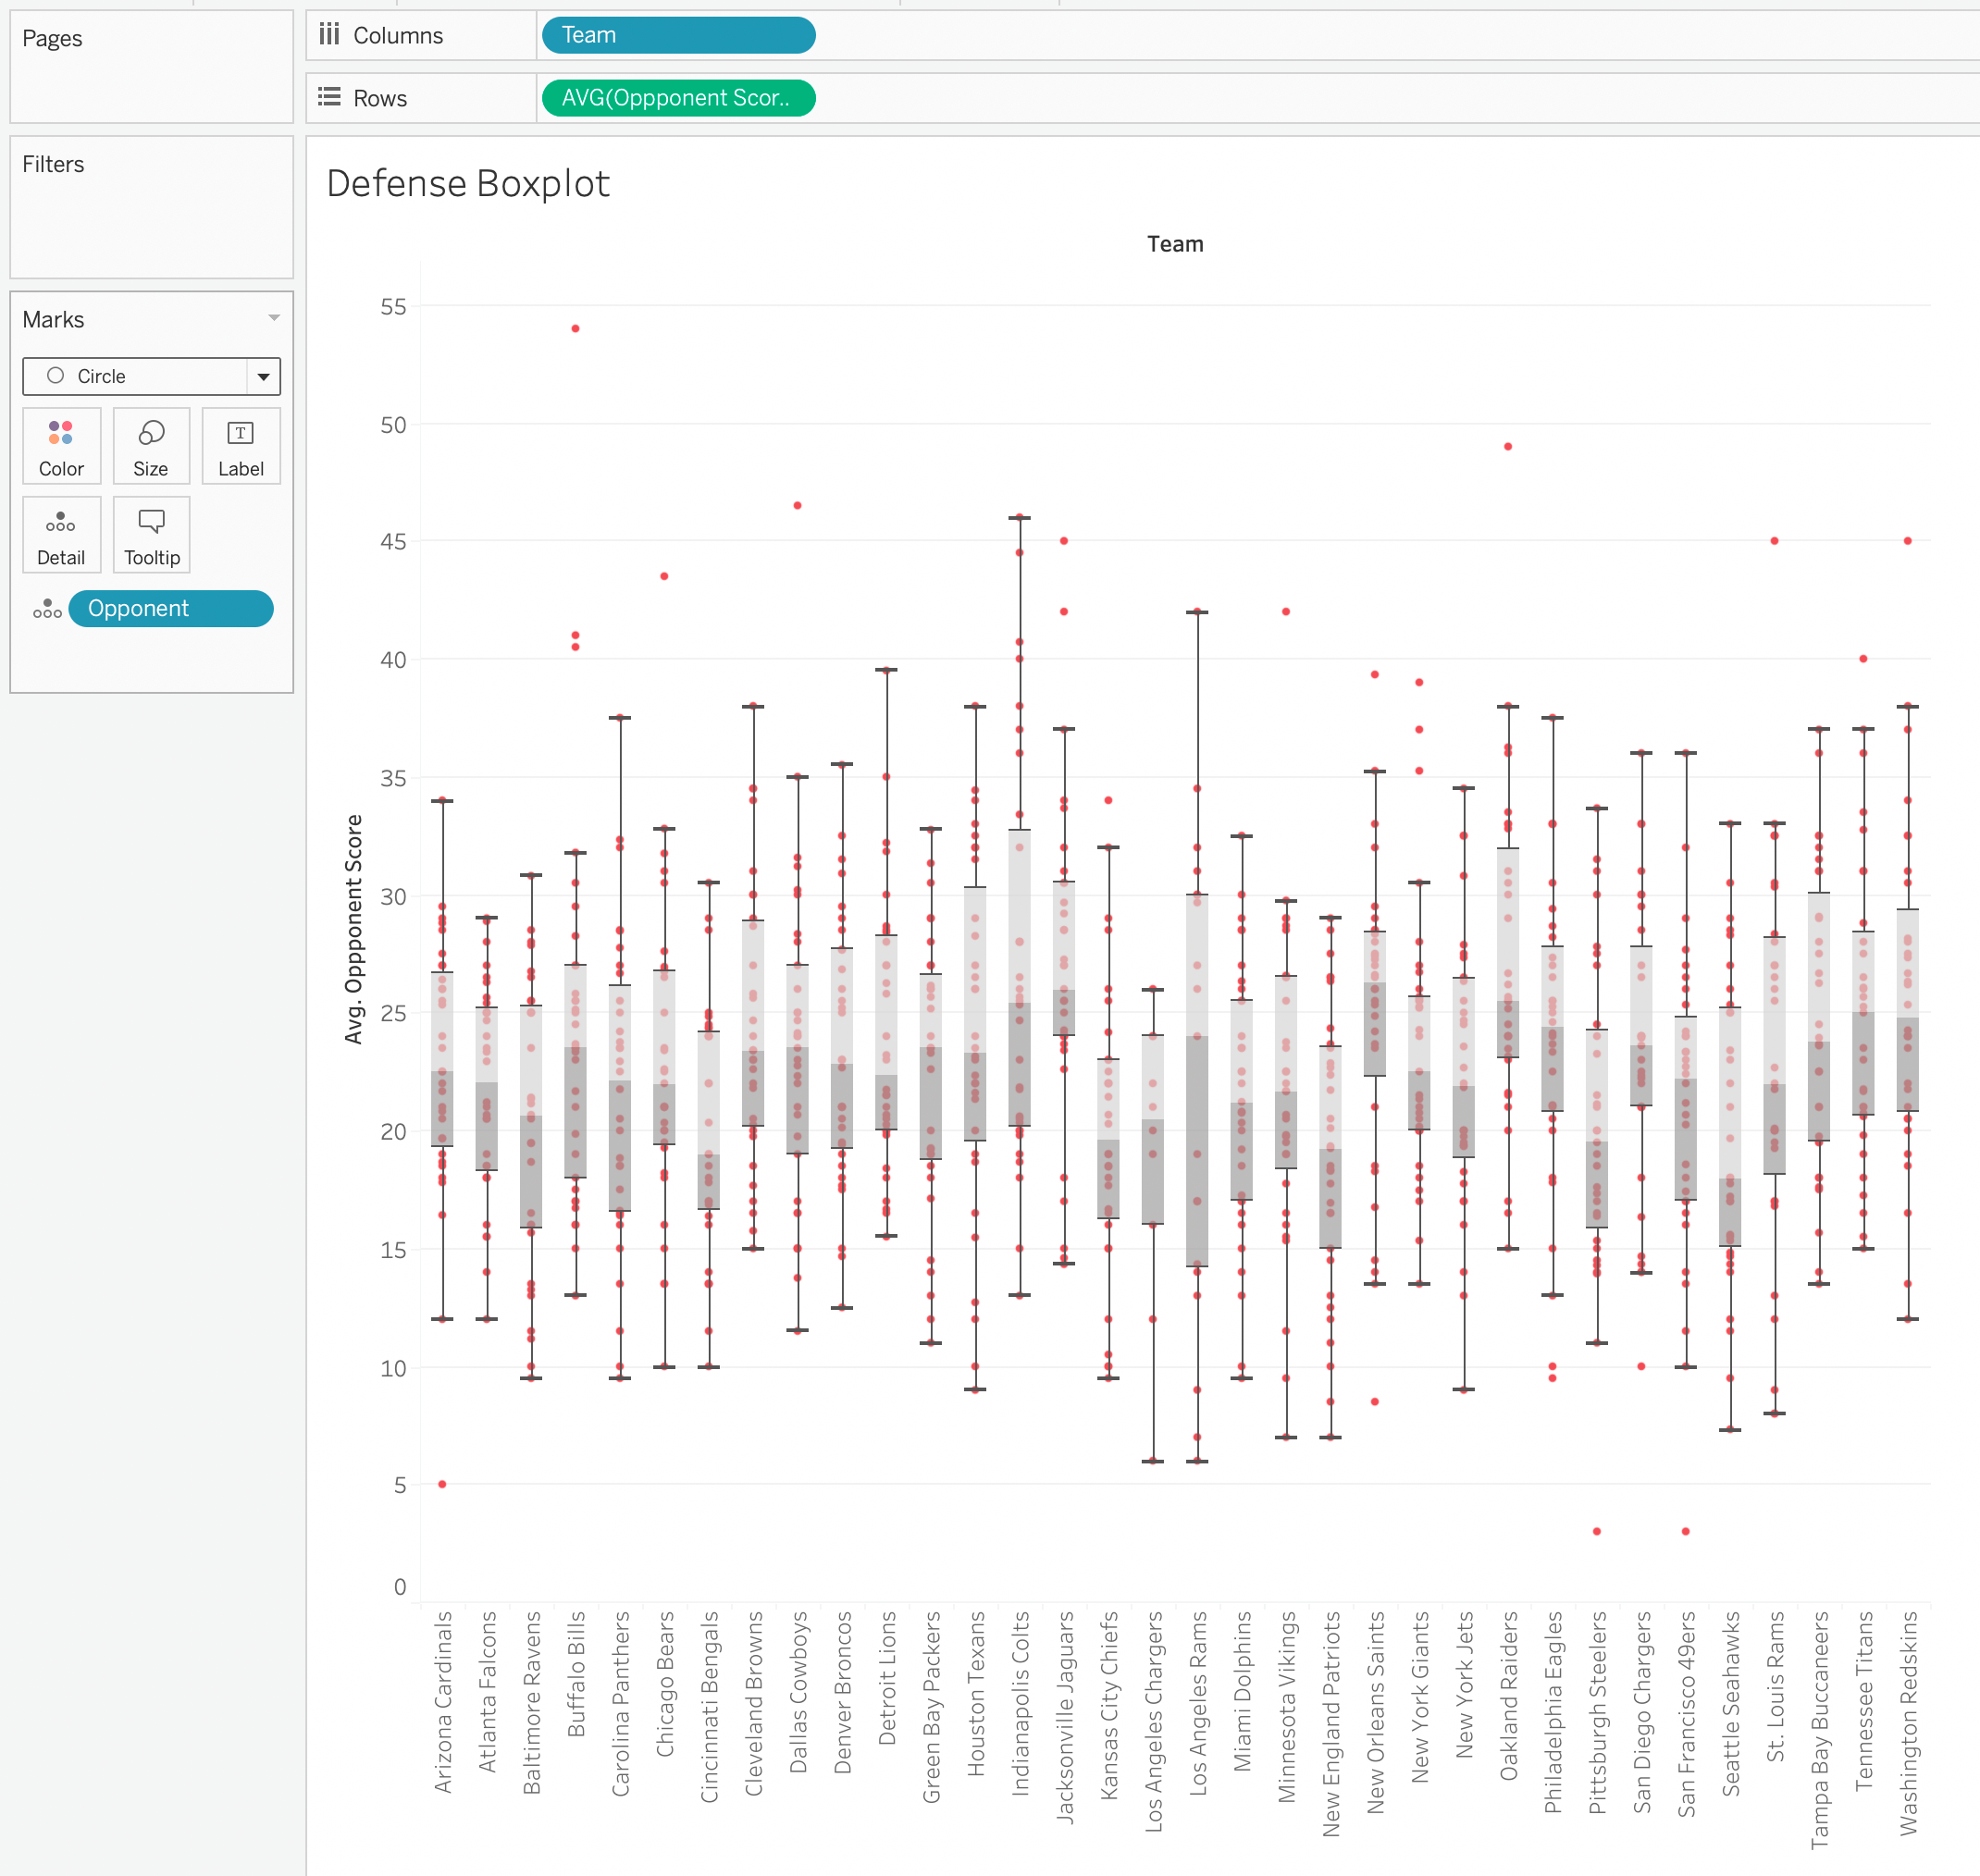 Pages
Columns
Team
Rows
AVG(Oppponent Scor..
Filters
Marks
Circle
Color
Size
Label
Detail
Tooltip
Opponent
Defense Boxplot
Team
55
50
45
40
35
30
25
20
15
10
5
0
Avg. Opponent Score
Arizona Cardinals
Atlanta Falcons
Baltimore Ravens
Buffalo Bills
Carolina Panthers
Chicago Bears
Cincinnati Bengals
Cleveland Browns
Dallas Cowboys
Denver Broncos
Detroit Lions
Green Bay Packers
Houston Texans
Indianapolis Colts
Jacksonville Jaguars
Kansas City Chiefs
Los Angeles Chargers
Los Angeles Rams
Miami Dolphins
Minnesota Vikings
New England Patriots
New Orleans Saints
New York Giants
New York Jets
Oakland Raiders
Philadelphia Eagles
Pittsburgh Steelers
San Diego Chargers
San Francisco 49ers
Seattle Seahawks
St. Louis Rams
Tampa Bay Buccaneers
Tennessee Titans
Washington Redskins